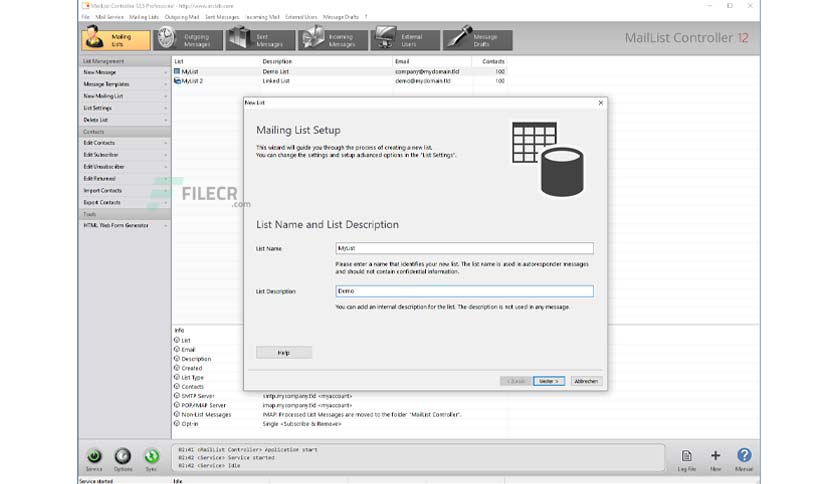 MailList Controller 12.3 Professional - http://www.arclab.com
File Mail Service Mailing Lists Outgoing Mail Sent Messages Incoming Mail External Users Message Drafts ?
Mailing Lists
Outgoing Messages
Sent Messages
Incoming Messages
External Users
Message Drafts
MailList Controller 12
List Management
New Message
Message Templates
New Mailing List
List Settings
Delete List
Contacts
Edit Contacts
Edit Subscriber
Edit Unsubscriber
Edit Returned
Import Contacts
Export Contacts
Tools
HTML Web Form Generator
List Description Email Contacts
MyList Demo List company@mydomain.tld 100
MyList 2 Linked List demo@mydomain.tld 100
New List
Mailing List Setup
This wizard will guide you through the process of creating a new list.
You can change the settings and setup advanced options in the "List Settings".
FILECR
.com
List Name and List Description
List Name MyList
Please enter a name that identifies your new list. The list name is used in autoresponder messages
and should not contain confidential information.
List Description Demo
You can add an internal description for the list. The description is not used in any message.
Help
< Zurück Weiter > Abbrechen
Info
List
Email
Description
Created
List Type
Contacts
SMTP Server smtp.mycompany.tld <myaccount>
POP/IMAP Server imap.mycompany.tld <myaccount>
Non-List Messages IMAP: Processed List Messages are moved to the folder "MailList Controller".
Opt-In Single <Subscribe & Remove>
Service Options Sync
02:41 <MailList Controller> Application start
02:42 <Service> Service started
02:42 <Service> Idle
Log File New Manual
Service started Idle